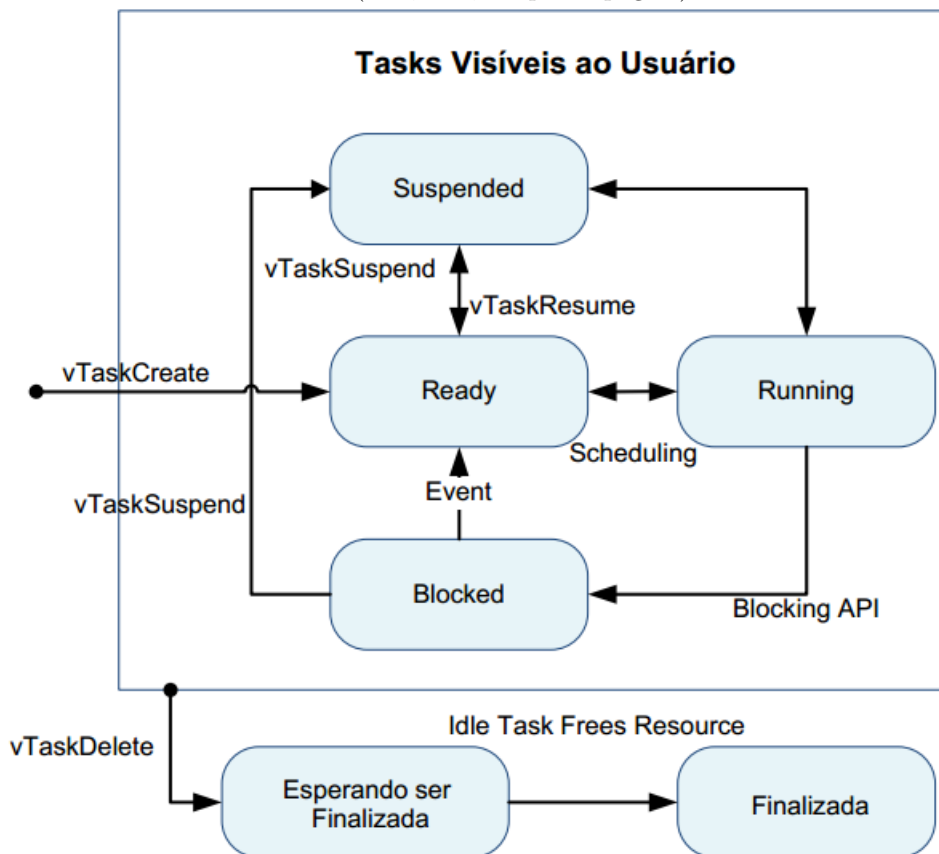 Tasks Visíveis ao Usuário
Suspended
vTaskSuspend
vTaskResume
vTaskCreate
Ready
Running
Scheduling
Event
vTaskSuspend
Blocked
Blocking API
Idle Task Frees Resource
vTaskDelete
Esperando ser
Finalizada
Finalizada